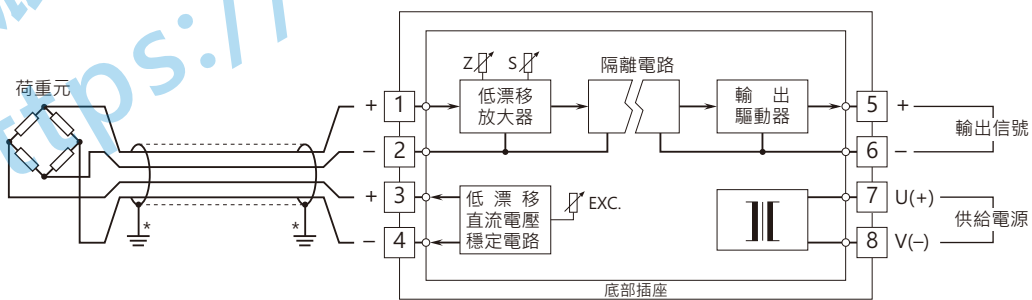 ttps://
荷重元
*
*
+ 1
− 2
+ 3
− 4
Z S
低漂移
放大器
隔離電路
輸出
驅動器
低漂移
直流電壓
穩定電路
EXC.
5 +
6 −
輸出信號
7 U(+)
8 V(−)
供給電源
底部插座